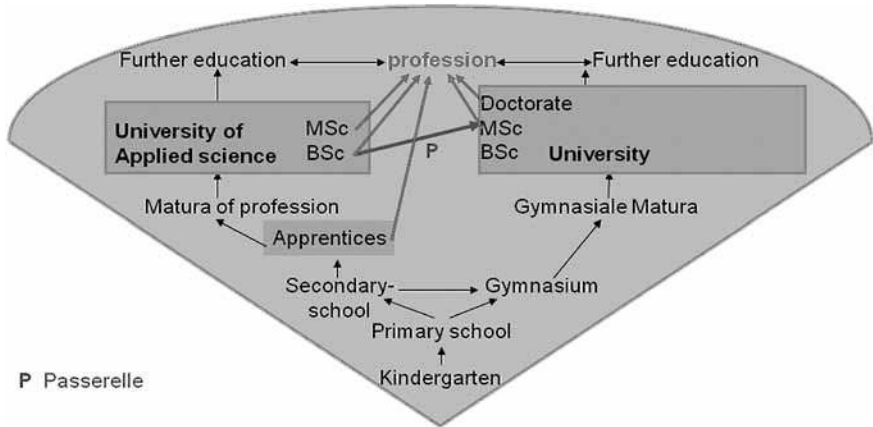 Further education profession Further education
Doctorate
University of MSc MSc
Applied science BSc P BSc University
Matura of profession Gymnasiale Matura
Apprentices
Secondary- Gymnasium
school
Primary school
Kindergarten
P Passerelle